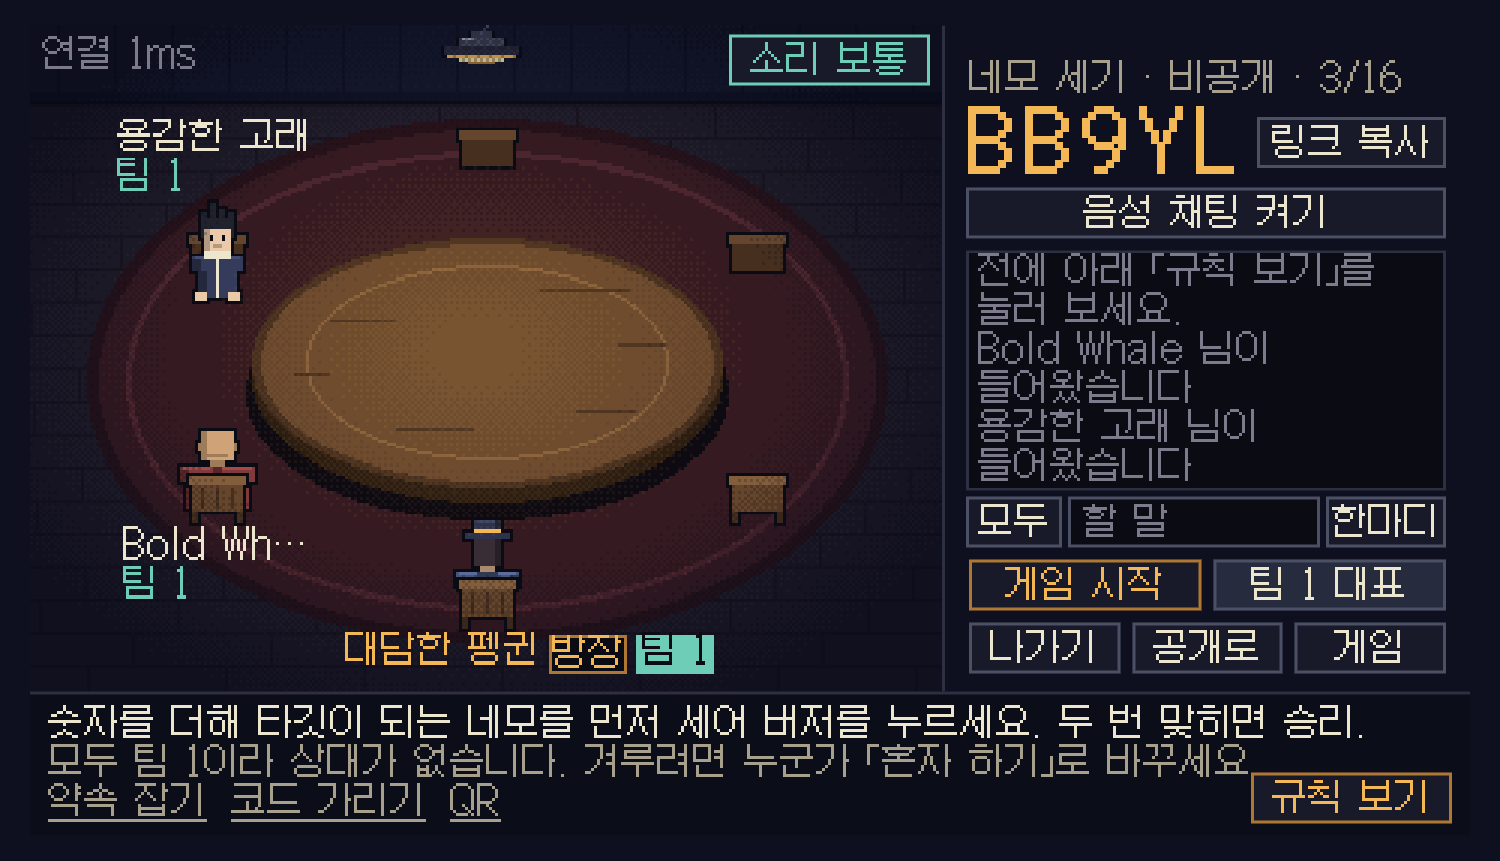 연결 1ms
소리 보통
용감한 고래
팀 1
Bold Wh…
팀 1
대담한 펭귄 방장 팀 1
네모 세기 · 비공개 · 3/16
BB9YL
링크 복사
음성 채팅 켜기
전에 아래 「규칙 보기」를
눌러 보세요.
Bold Whale 님이
들어왔습니다
용감한 고래 님이
들어왔습니다
모두 할 말 한마디
게임 시작 팀 1 대표
나가기 공개로 게임
숫자를 더해 타깃이 되는 네모를 먼저 세어 버저를 누르세요. 두 번 맞히면 승리.
모두 팀 1이라 상대가 없습니다. 겨루려면 누군가 「혼자 하기」로 바꾸세요
약속 잡기 코드 가리기 QR
규칙 보기